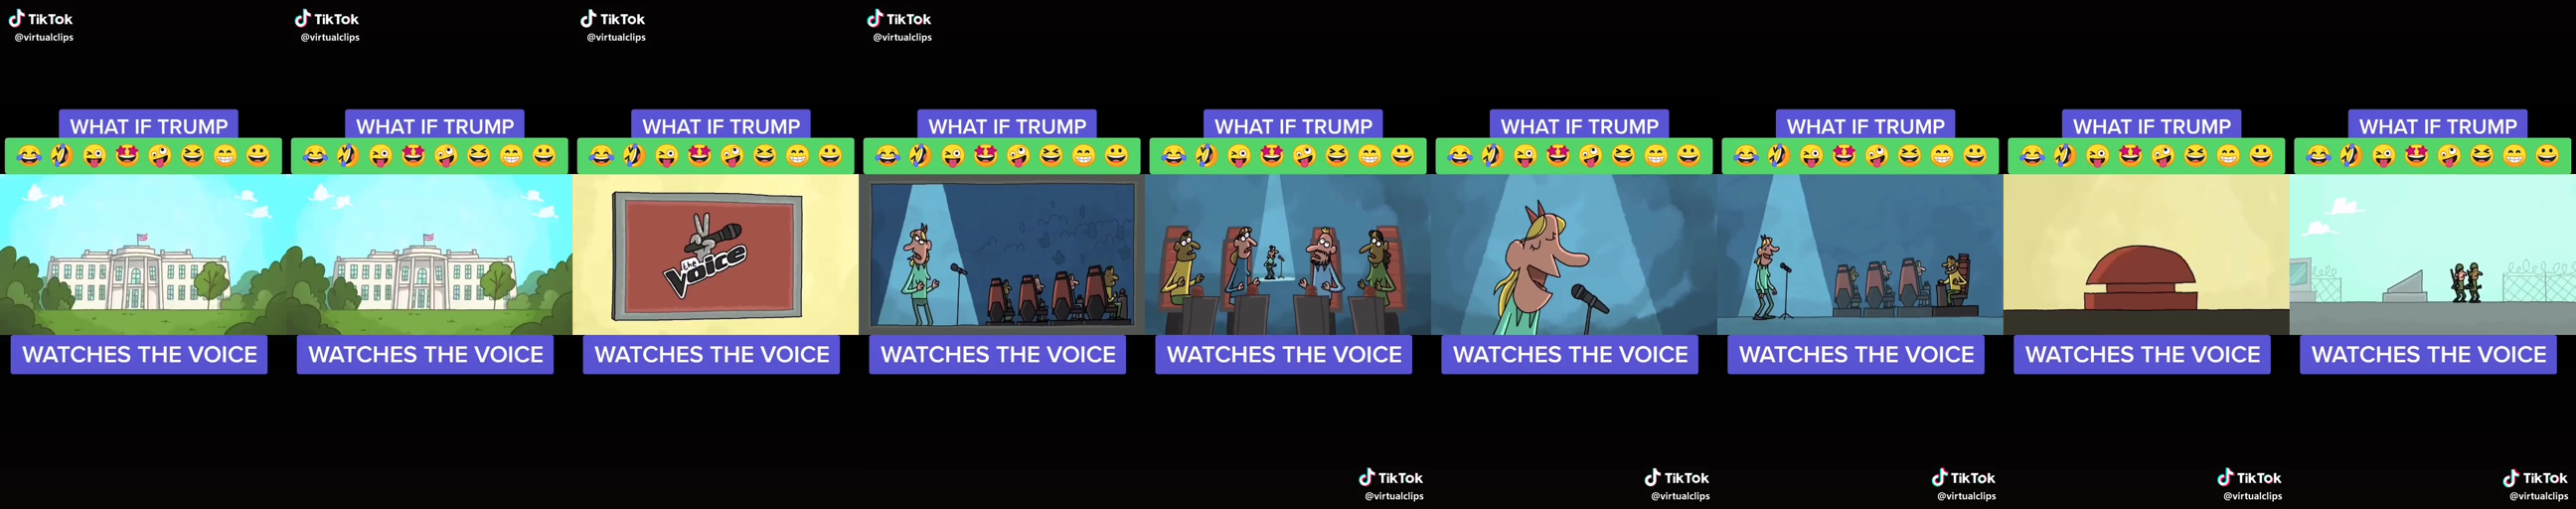 TikTok
@virtualclips
WHAT IF TRUMP
WATCHES THE VOICE
TikTok
@virtualclips
WHAT IF TRUMP
WATCHES THE VOICE
TikTok
@virtualclips
WHAT IF TRUMP
the Voice
WATCHES THE VOICE
TikTok
@virtualclips
WHAT IF TRUMP
WATCHES THE VOICE
WHAT IF TRUMP
WATCHES THE VOICE
TikTok
@virtualclips
WHAT IF TRUMP
WATCHES THE VOICE
TikTok
@virtualclips
WHAT IF TRUMP
WATCHES THE VOICE
TikTok
@virtualclips
WHAT IF TRUMP
WATCHES THE VOICE
TikTok
@virtualclips
WHAT IF TRUMP
WATCHES THE VOICE
TikTok
@virtualclips